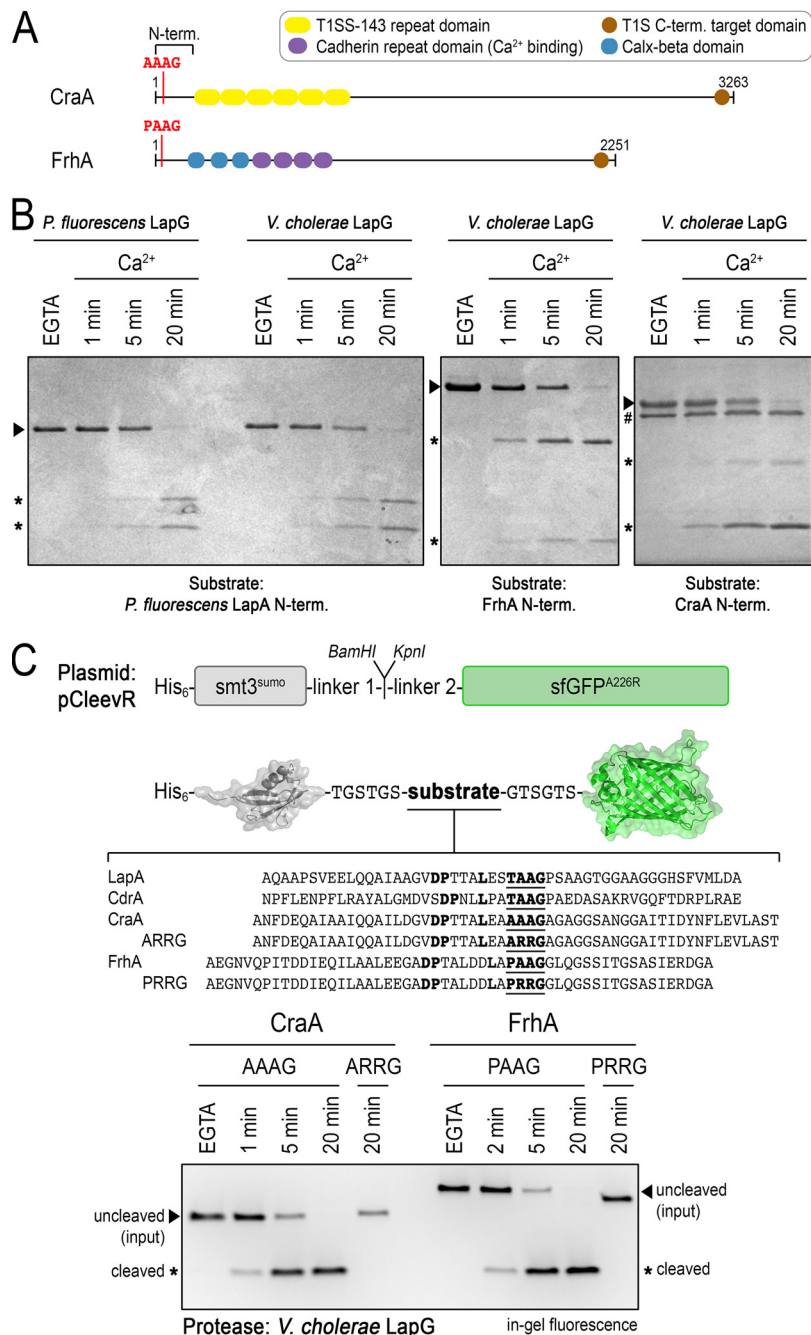 A
N-term.
T1SS-143 repeat domain
T1S C-term. target domain
Cadherin repeat domain (Ca2+ binding)
Calx-beta domain
AAAG
1
3263
CraA
PAAG
1
2251
FrhA
B
P. fluorescens LapG
V. cholerae LapG
V. cholerae LapG
V. cholerae LapG
Ca2+
Ca2+
Ca2+
Ca2+
EGTA
1 min
5 min
20 min
EGTA
1 min
5 min
20 min
EGTA
1 min
5 min
20 min
EGTA
1 min
5 min
20 min
*
*
*
*
#
*
*
Substrate:
P. fluorescens LapA N-term.
Substrate:
FrhA N-term.
Substrate:
CraA N-term.
C
Plasmid:
pCleevR
BamHI KpnI
His6-smt3sumo-linker 1-linker 2-sfGFPA226R
His6-TGSTGS-substrate-GTSGTS-
LapA AQAAPSVEELQQAIAAGVDPTTALESTAAGPSAAGTGGAAGGGHSFVMLDA
CdrA NPFLENPFLRAYALGMDVSDPNLLPATAAGPAEDASAKRVGQFTDRPLRAE
CraA ANFDEQAIAAQILDGVDPTTALEAAAAGAGAGGSANGGAITIDYNFLEVLAST
ARRG ANFDEQAIAAQILDGVDPTTLEAARRGAGAGGSANGGAITIDYNFLEVLAST
FrhA AEGNVQPITDDIEQILAALEEGADPTALDDLAPAAGGLQGSSITGSASIERDGA
PRRG AEGNVQPITDDIEQILAALEEGADPTALDDLAPRRGGLQGSSITGSASIERDGA
CraA
FrhA
AAAG
ARRG
PAAG
PRRG
EGTA
1 min
5 min
20 min
20 min
EGTA
2 min
5 min
20 min
20 min
uncleaved
(input)
cleaved *
uncleaved
(input)
* cleaved
Protease: V. cholerae LapG
in-gel fluorescence